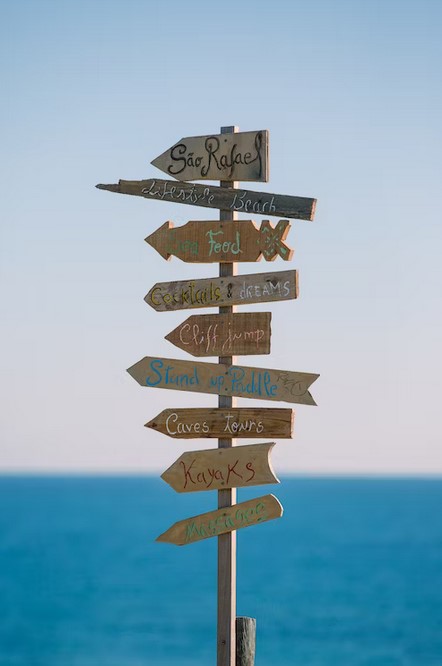 São Rafael
Lifestyle Beach
Food
Cocktails & dREAMS
Cliff jump
Stand up Paddle
Caves tours
KayaKs